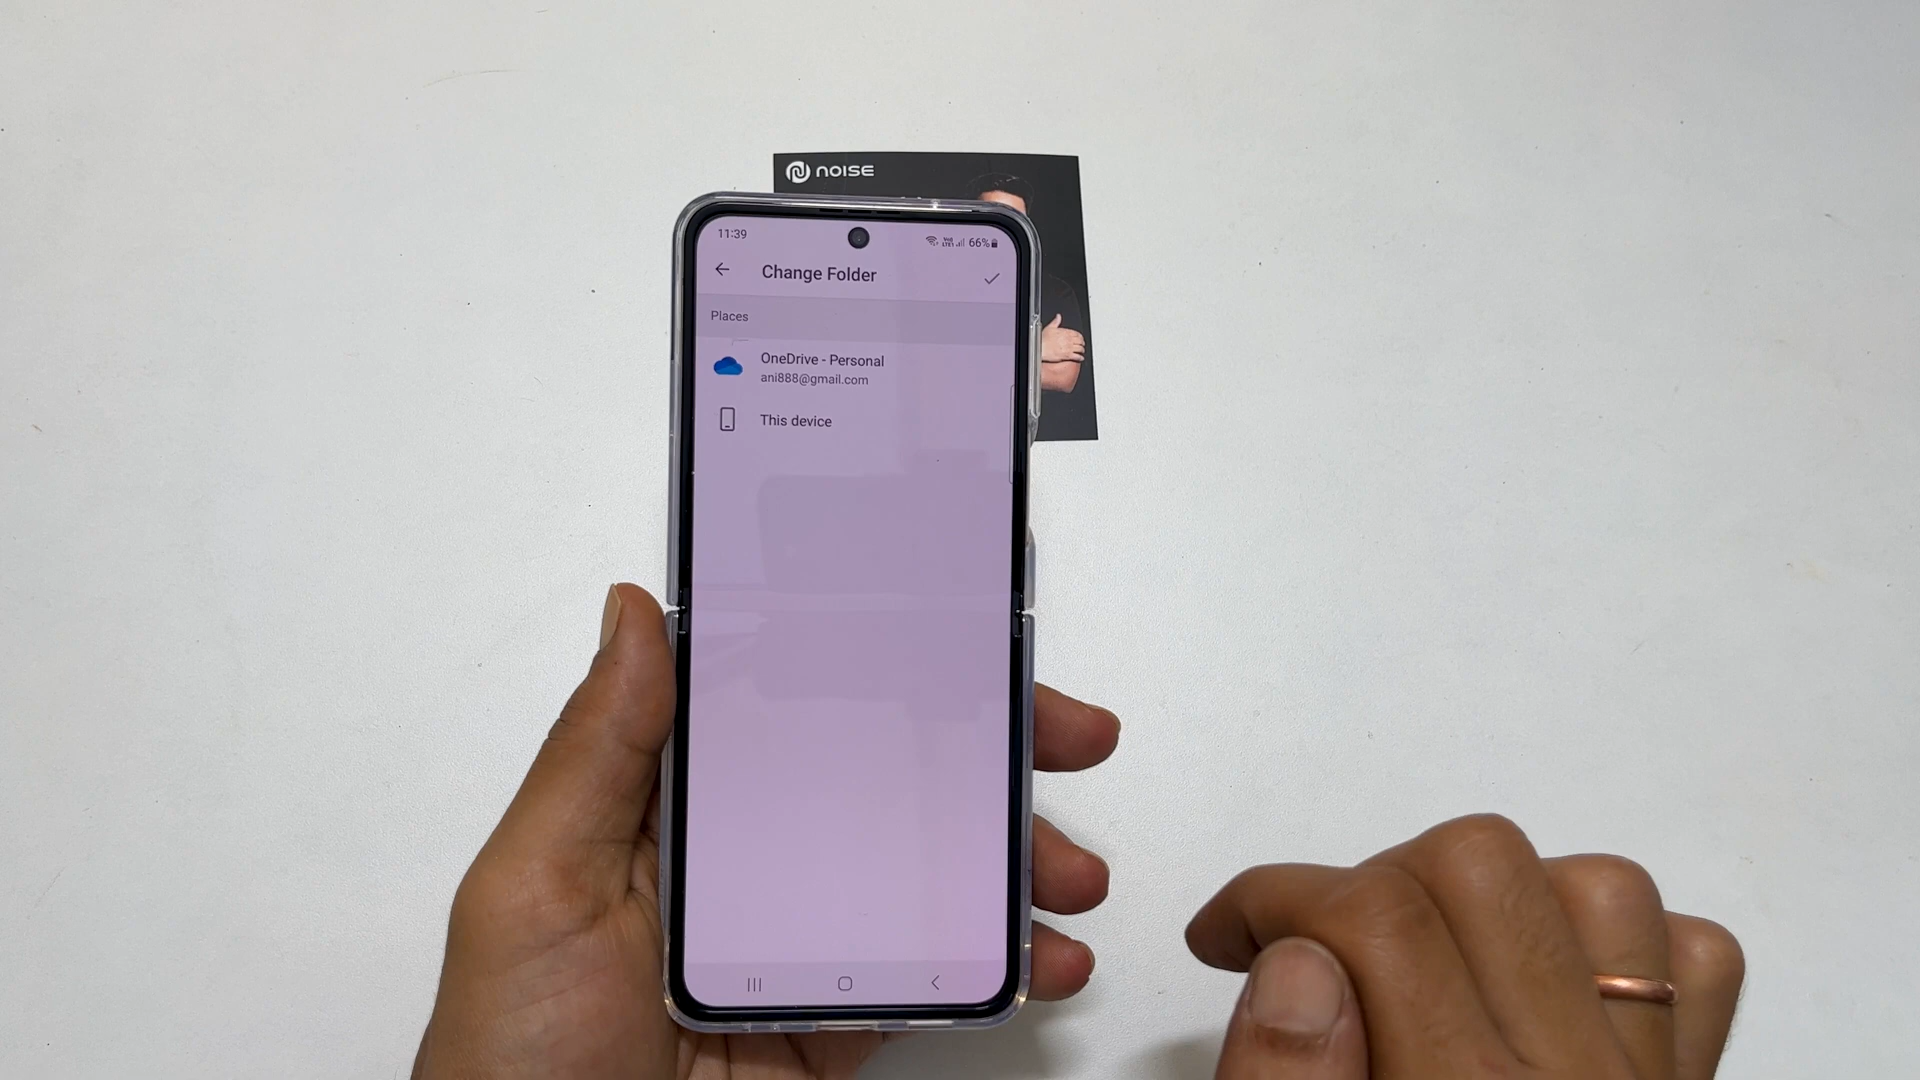 NOISE
11:39
66%
Change Folder
Places
OneDrive - Personal
ani888@gmail.com
This device